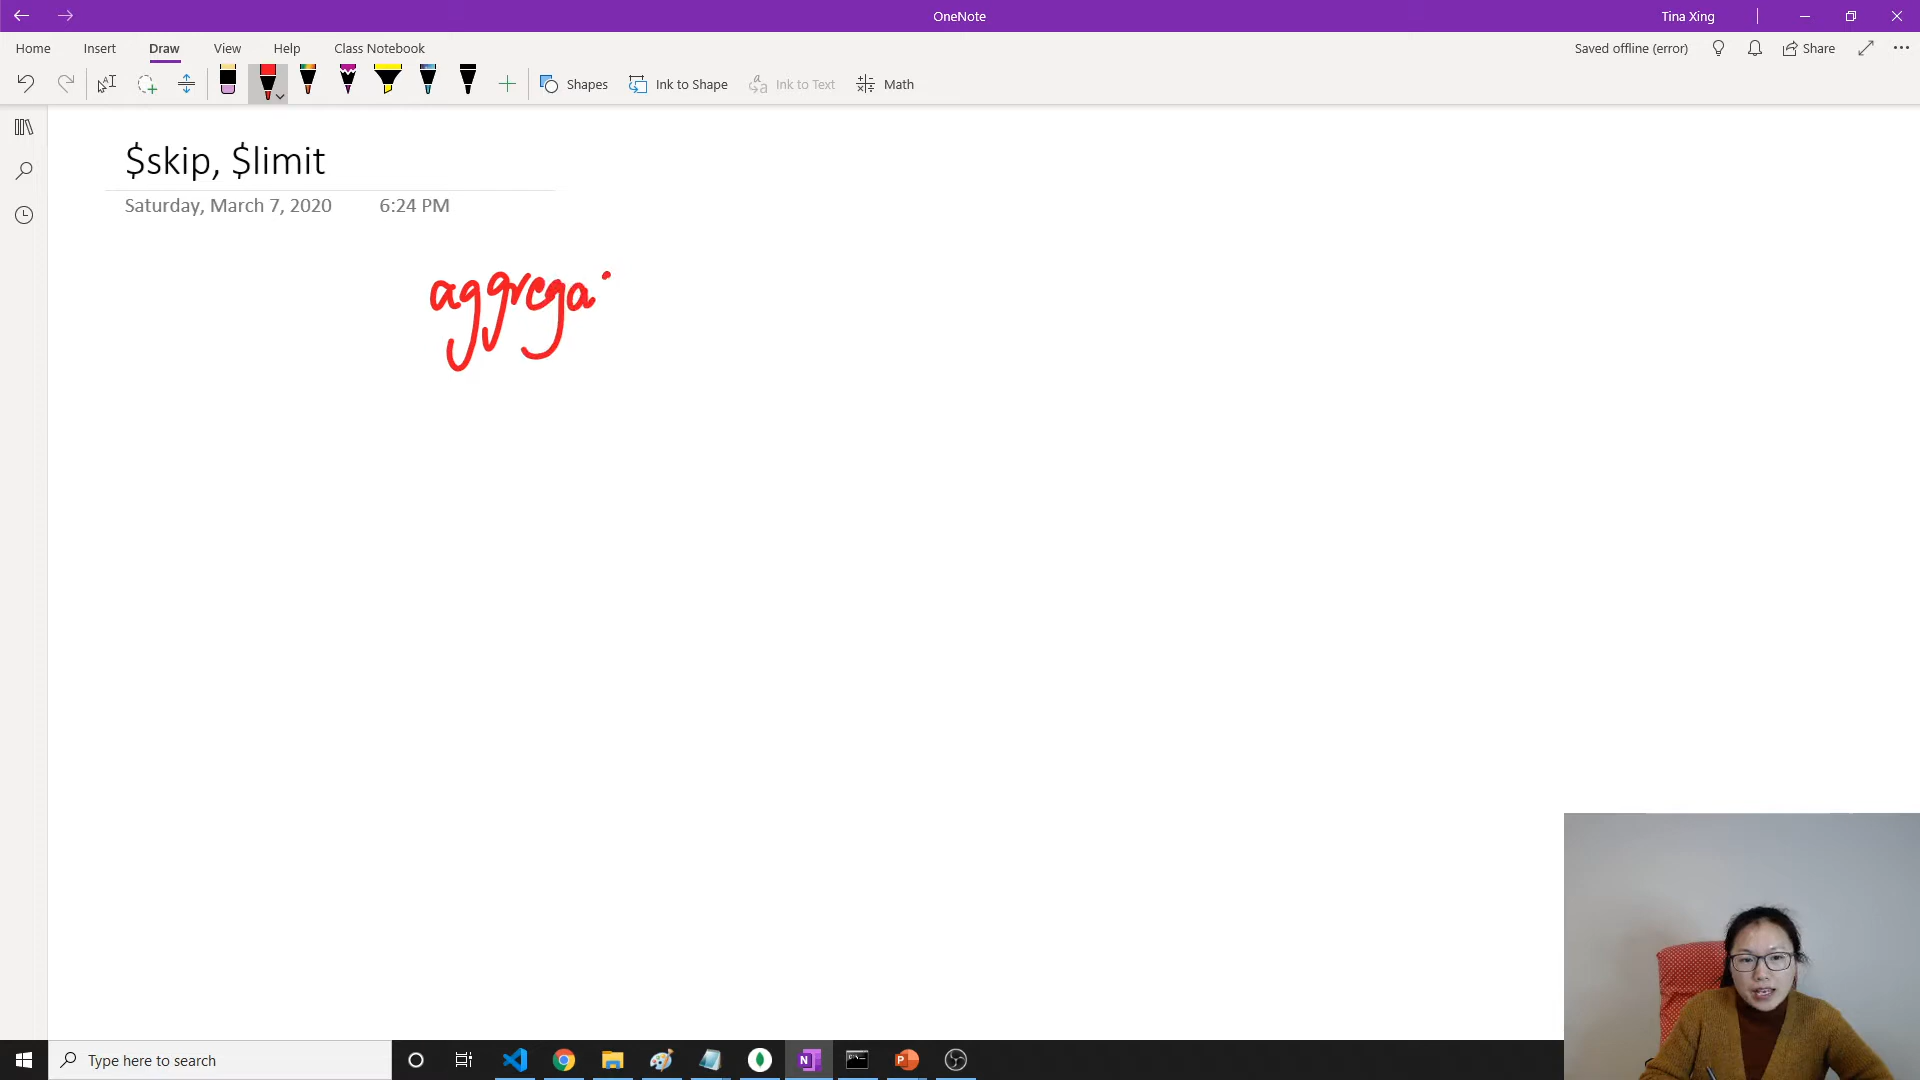 OneNote
Tina Xing
Home Insert Draw View Help Class Notebook
Saved offline (error) Share
Shapes Ink to Shape Ink to Text Math
$skip, $limit
Saturday, March 7, 2020 6:24 PM
aggrega
Type here to search